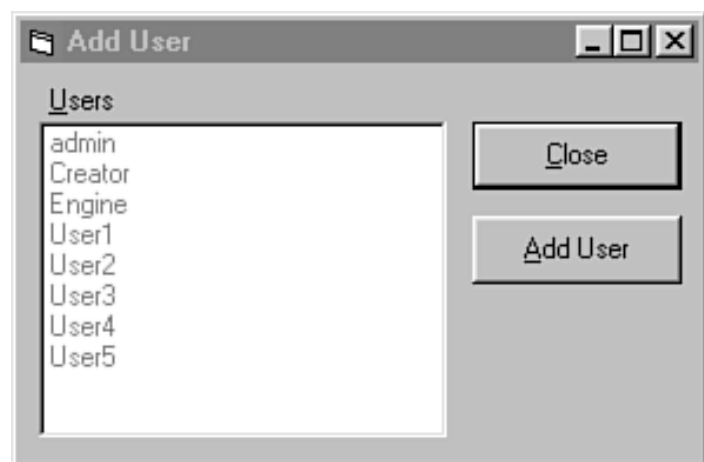 Add User
Users
admin
Creator
Engine
User1
User2
User3
User4
User5
Close
Add User